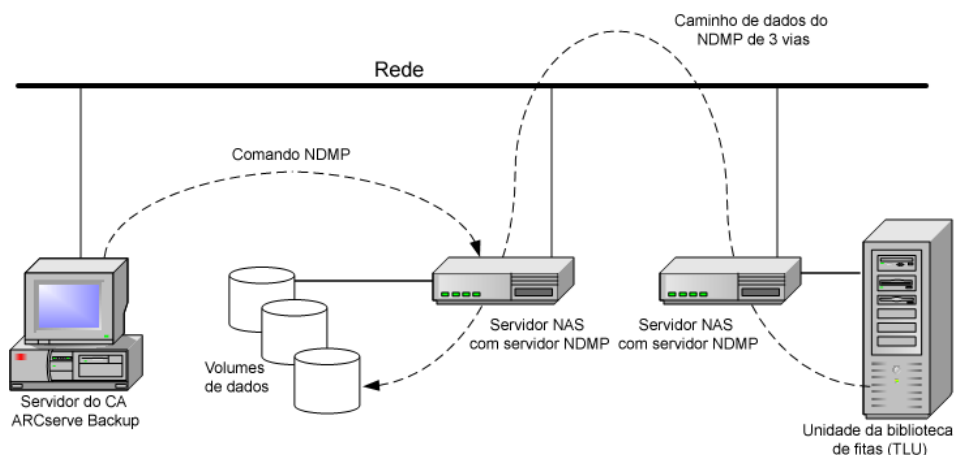 Caminho de dados do
NDMP de 3 vias
Rede
Comando NDMP
Servidor NAS
com servidor NDMP
Servidor NAS
com servidor NDMP
Volumes
de dados
Servidor do CA
ARCserve Backup
Unidade da biblioteca
de fitas (TLU)